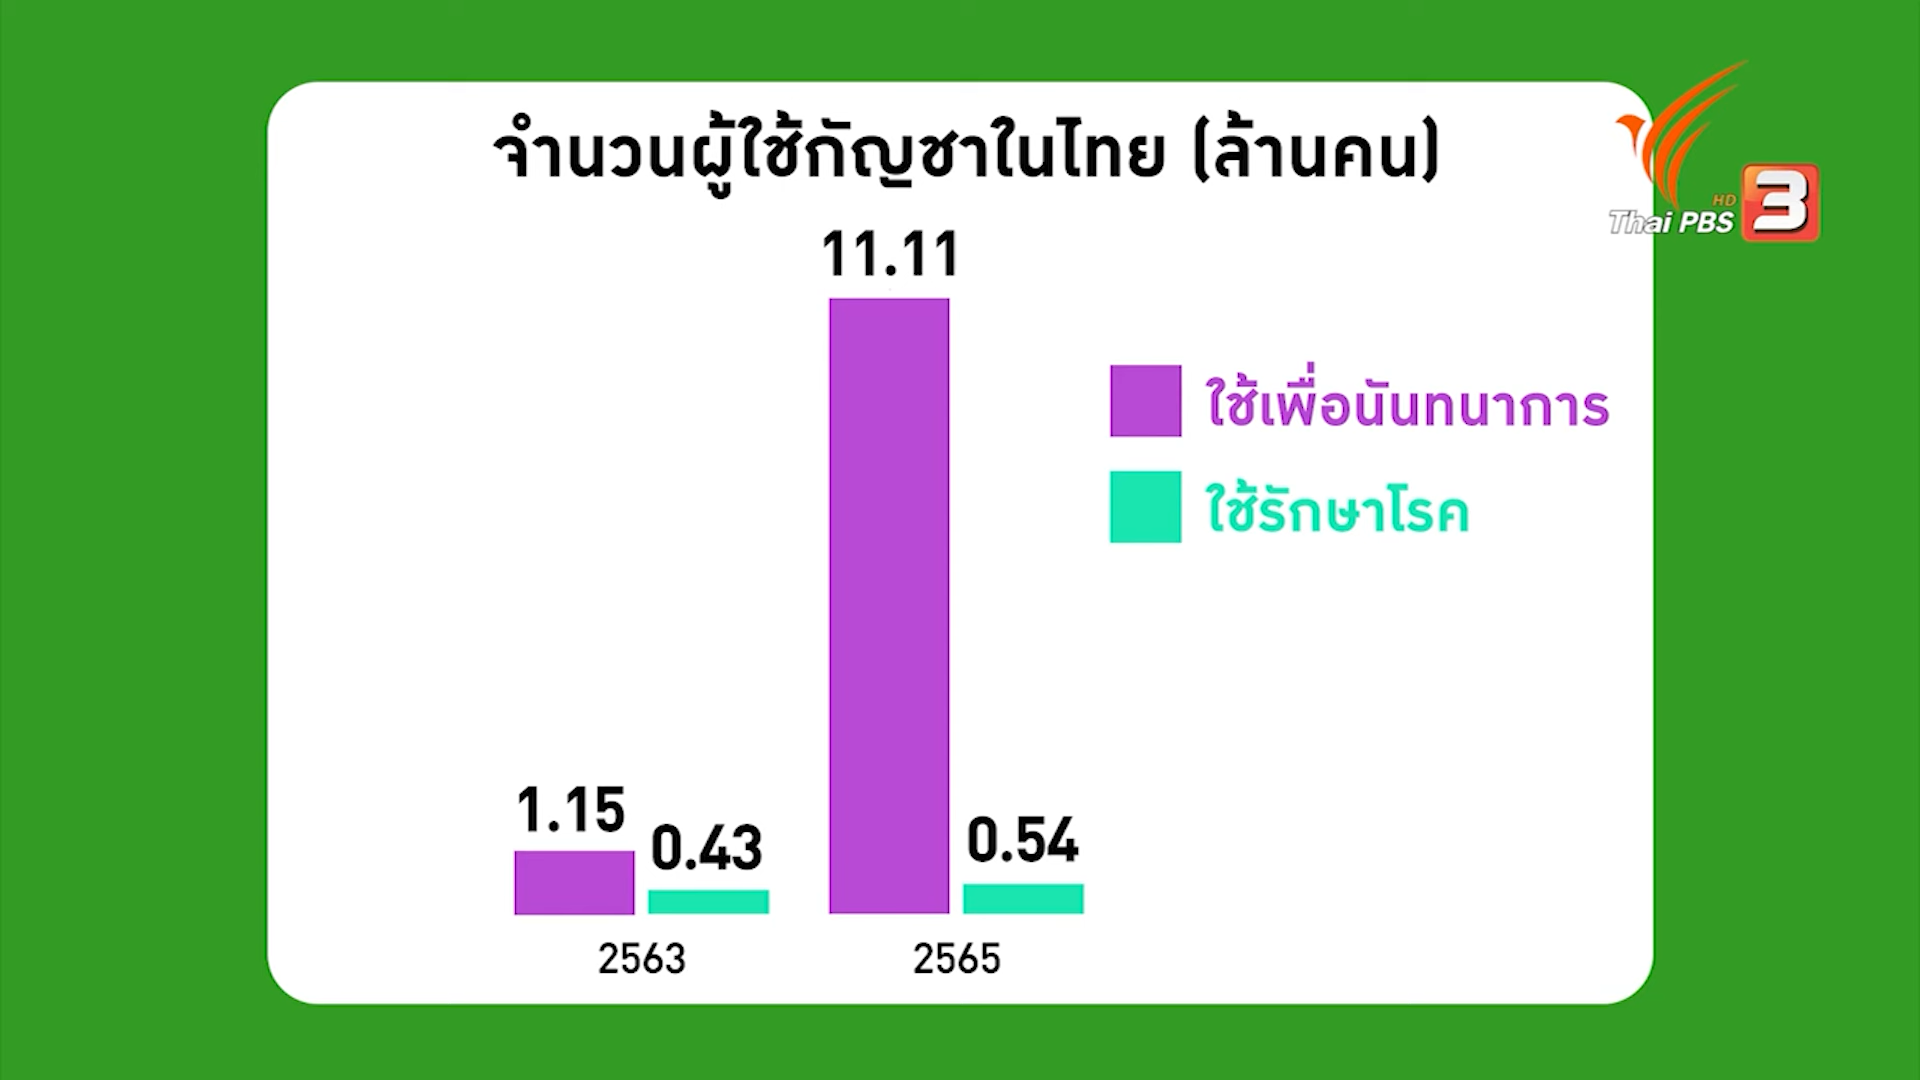 จำนวนผู้ใช้กัญชาในไทย (ล้านคน)
HD
Thai PBS 3
11.11
ใช้เพื่อนันทนาการ
ใช้รักษาโรค
1.15
0.43
0.54
2563
2565